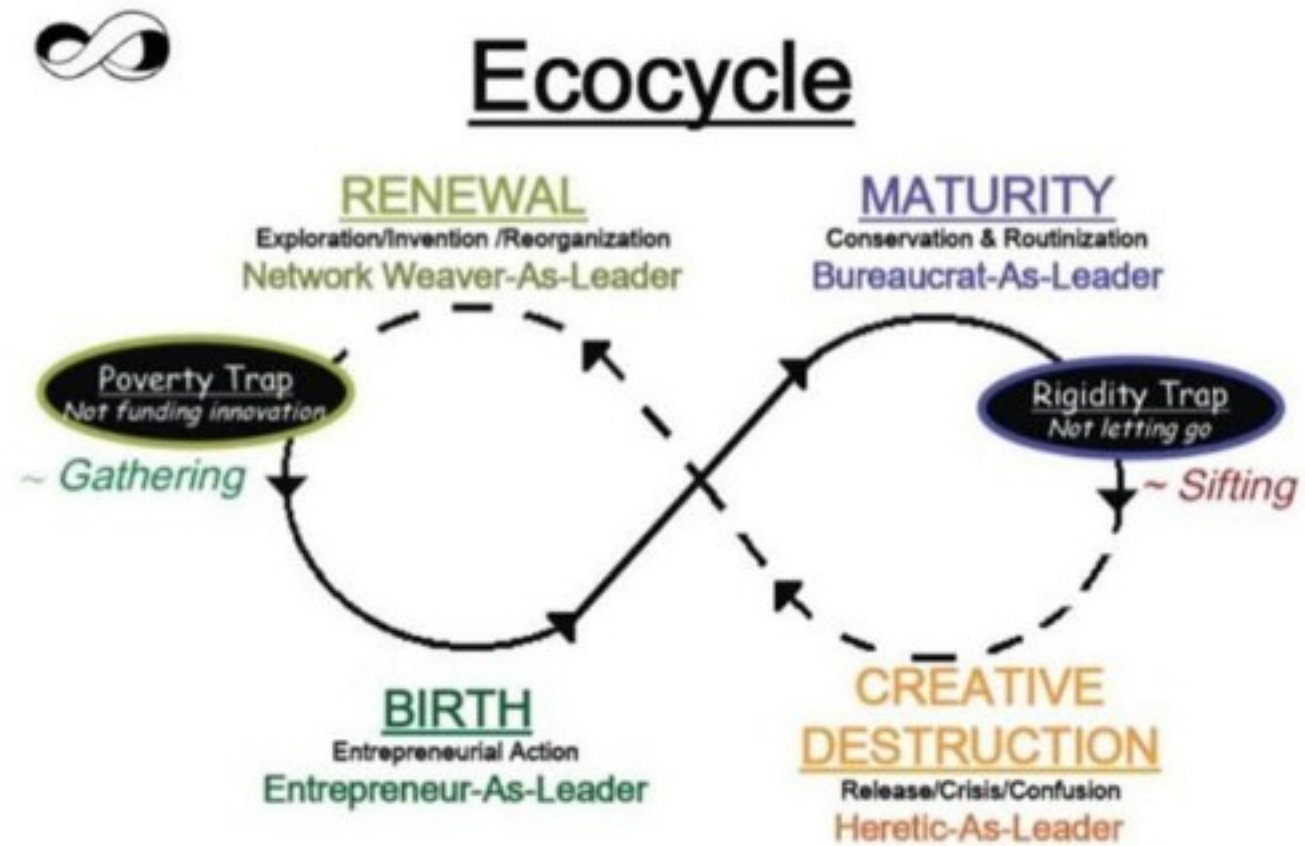 Ecocycle
RENEWAL
Exploration/Invention /Reorganization
Network Weaver-As-Leader
MATURITY
Conservation & Routinization
Bureaucrat-As-Leader
Poverty Trap
Not funding innovation
~ Gathering
Rigidity Trap
Not letting go
~ Sifting
BIRTH
Entrepreneurial Action
Entrepreneur-As-Leader
CREATIVE
DESTRUCTION
Release/Crisis/Confusion
Heretic-As-Leader